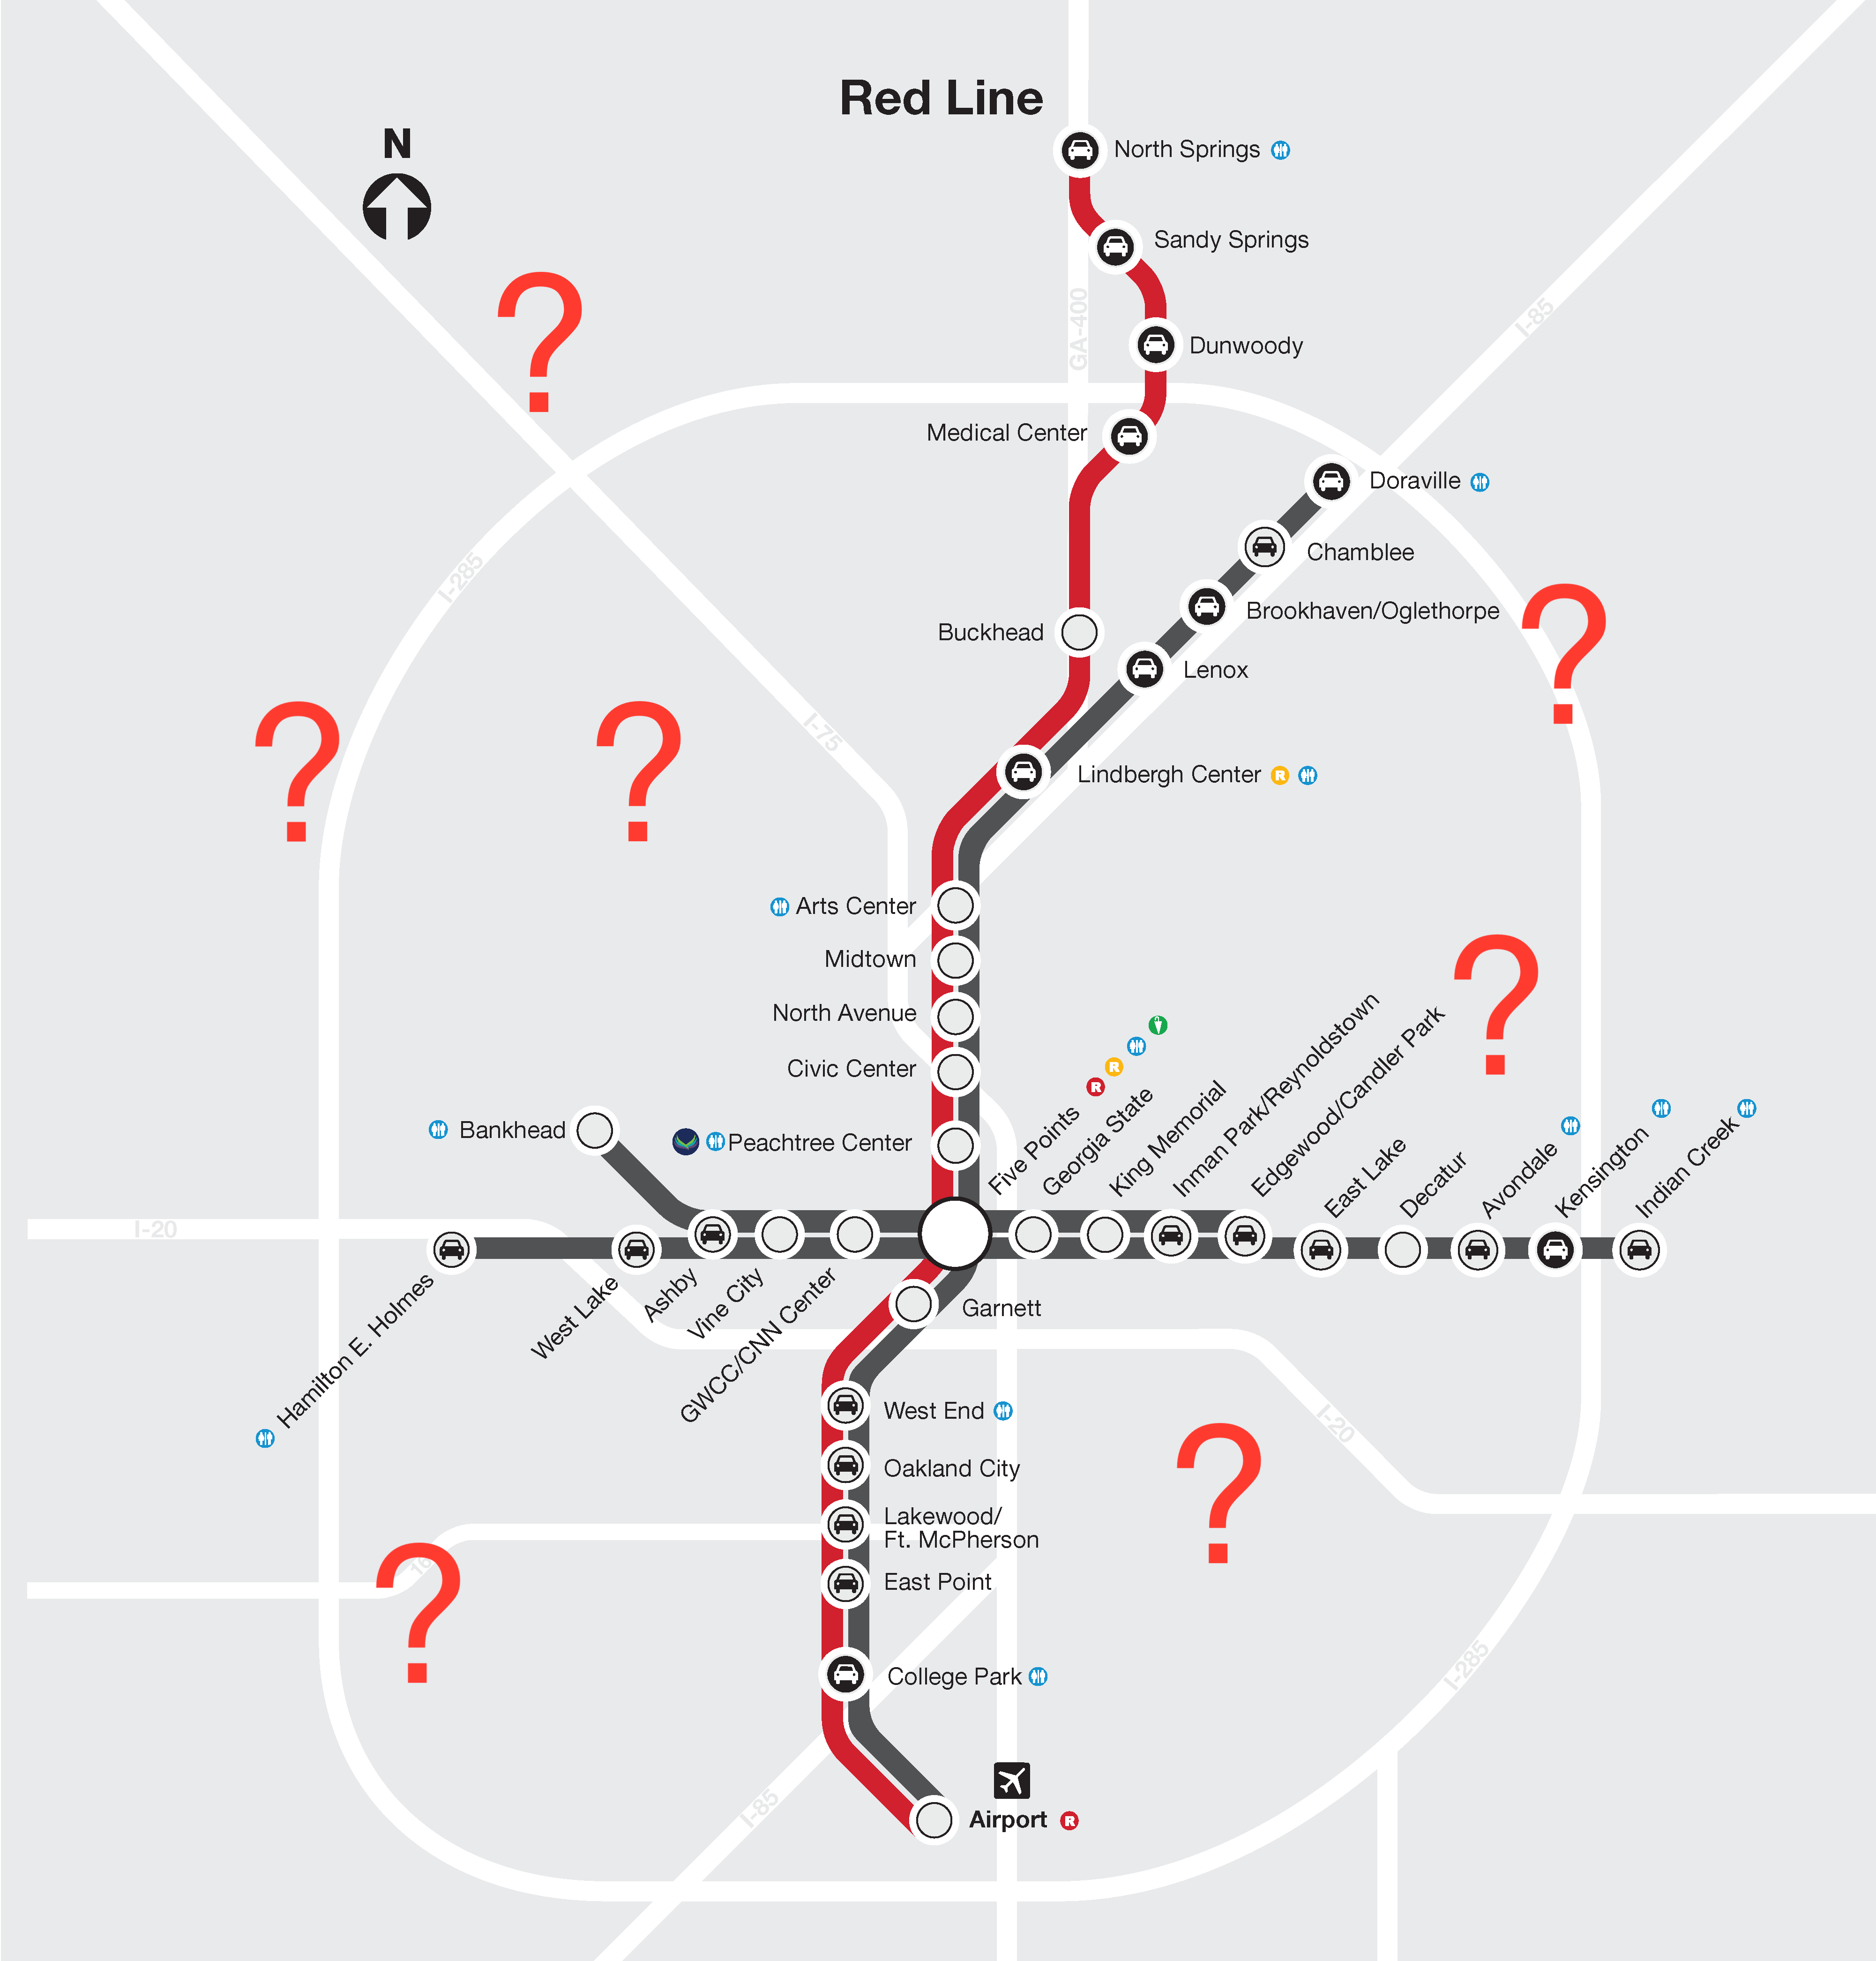 Red Line
N
North Springs
Sandy Springs
GA-400
I-85
Dunwoody
?
Medical Center
Doraville
Chamble​e
I-285
Brookhaven/Oglethorpe
?
Buckhead
Lenox
?
?
I-75
Lindbergh Center R
Arts Center
Midtown
?
North Avenue
Civic Center
R
R
Bankhead
Peachtree Center
Five Points
Georgia State
King Memorial
Inman Park/Reynoldstown
Edgewood/Candler Park
East Lake
Decatur
Avondale
Kensington
Indian Creek
I-20
Hamilton E. Holmes
West Lake
Ashby
Vine City
GWCC/CNN Center
Garnett
West End
I-20
Oakland City
?
Lakewood/
Ft. McPherson
?
East Point
College Park
I-285
I-85
Airport R